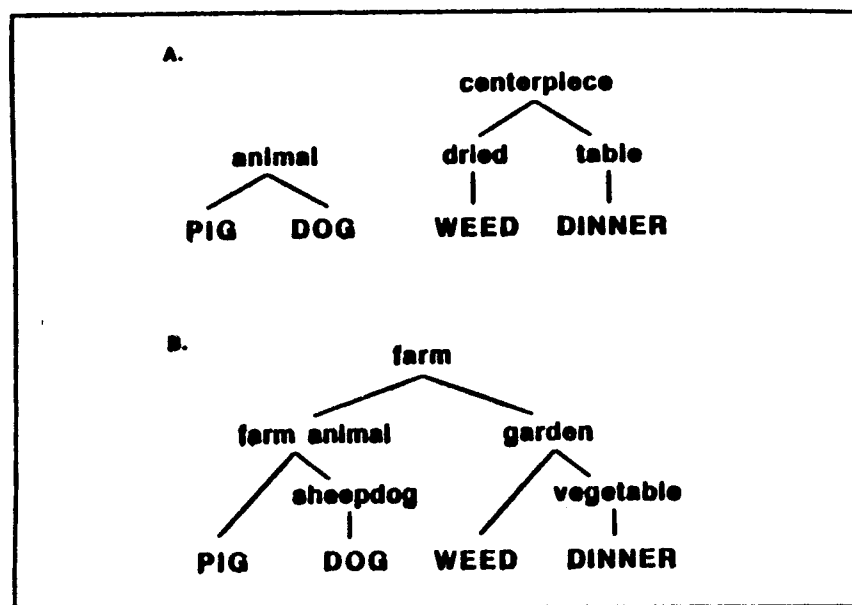 A.
centerpiece
animal dried table
PIG DOG WEED DINNER
B.
farm
farm animal garden
sheepdog vegetable
PIG DOG WEED DINNER